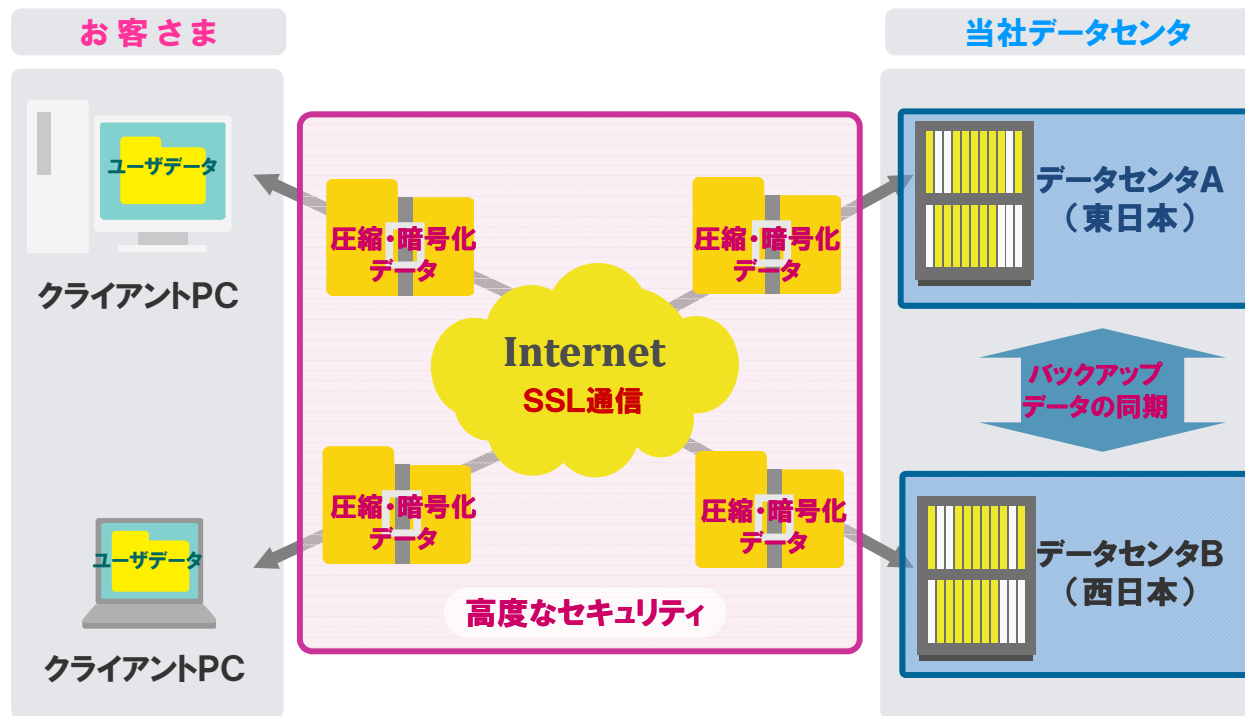 お客さま
当社データセンタ
ユーザデータ
クライアントPC
圧縮・暗号化
データ
圧縮・暗号化
データ
データセンタA
（東日本）
Internet
SSL通信
バックアップ
データの同期
ユーザデータ
クライアントPC
圧縮・暗号化
データ
圧縮・暗号化
データ
高度なセキュリティ
データセンタB
（西日本）